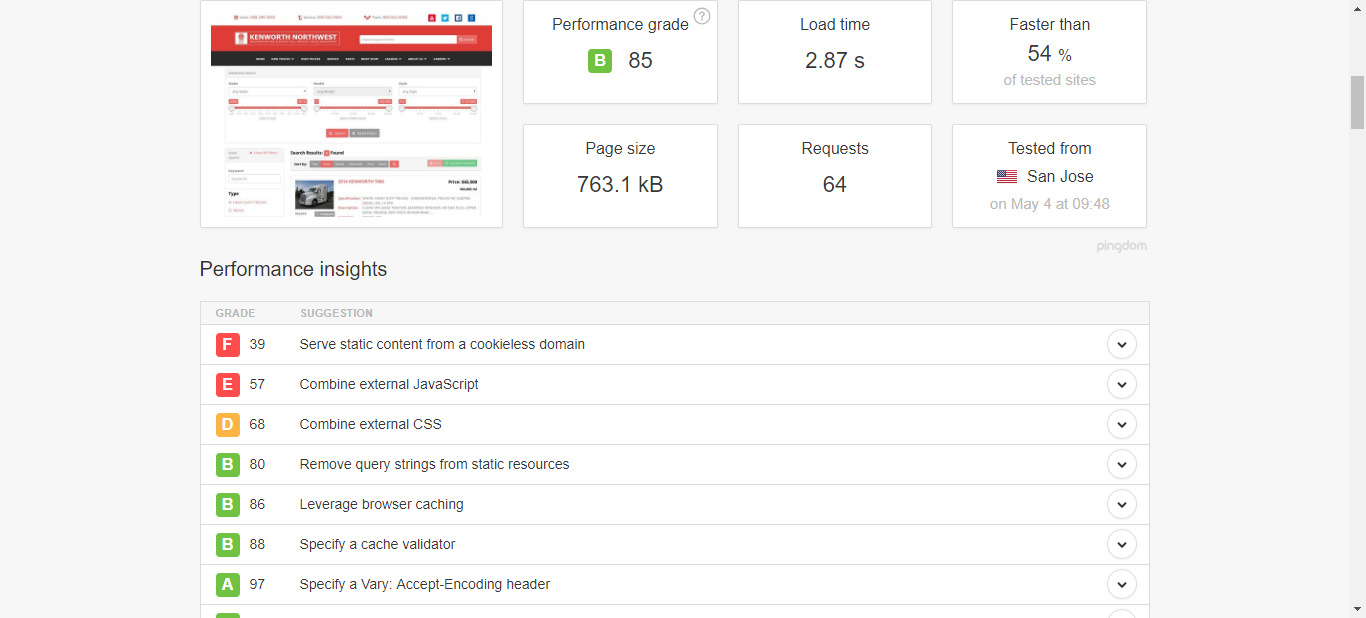 KENWORTH NORTHWEST
Search Results: Found
Type
Performance grade ?
B 85
Load time
2.87 s
Faster than
54 %
of tested sites
Page size
763.1 kB
Requests
64
Tested from
San Jose
on May 4 at 09:48
pingdom
Performance insights
GRADE SUGGESTION
F 39 Serve static content from a cookieless domain
E 57 Combine external JavaScript
D 68 Combine external CSS
B 80 Remove query strings from static resources
B 86 Leverage browser caching
B 88 Specify a cache validator
A 97 Specify a Vary: Accept-Encoding header